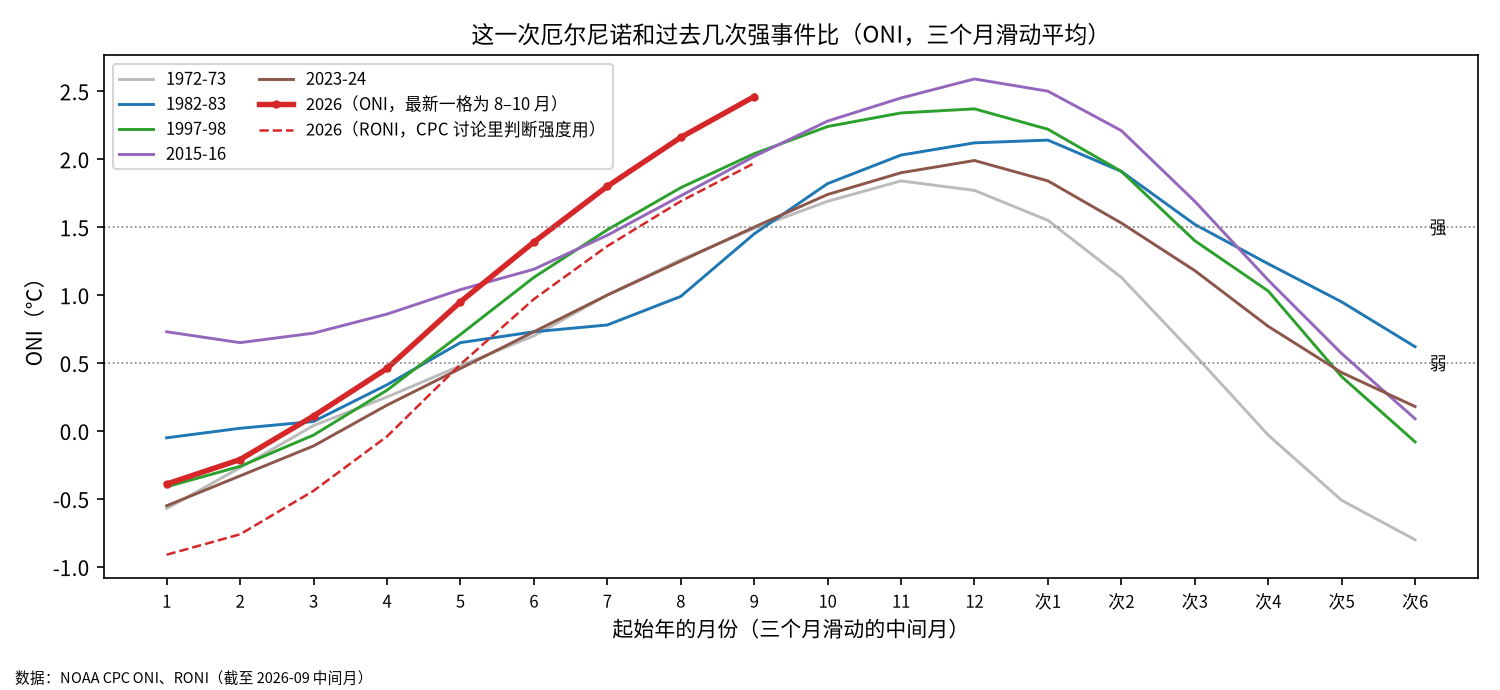 这一次厄尔尼诺和过去几次强事件比（ONI，三个月滑动平均）
1972-73
1982-83
1997-98
2015-16
2023-24
2026（ONI，最新一格为 8–10 月）
2026（RONI，CPC 讨论里判断强度用）
ONI（℃）
2.5
2.0
1.5
1.0
0.5
0.0
-0.5
-1.0
强
弱
1 2 3 4 5 6 7 8 9 10 11 12 次1 次2 次3 次4 次5 次6
起始年的月份（三个月滑动的中间月）
数据：NOAA CPC ONI、RONI（截至 2026-09 中间月）